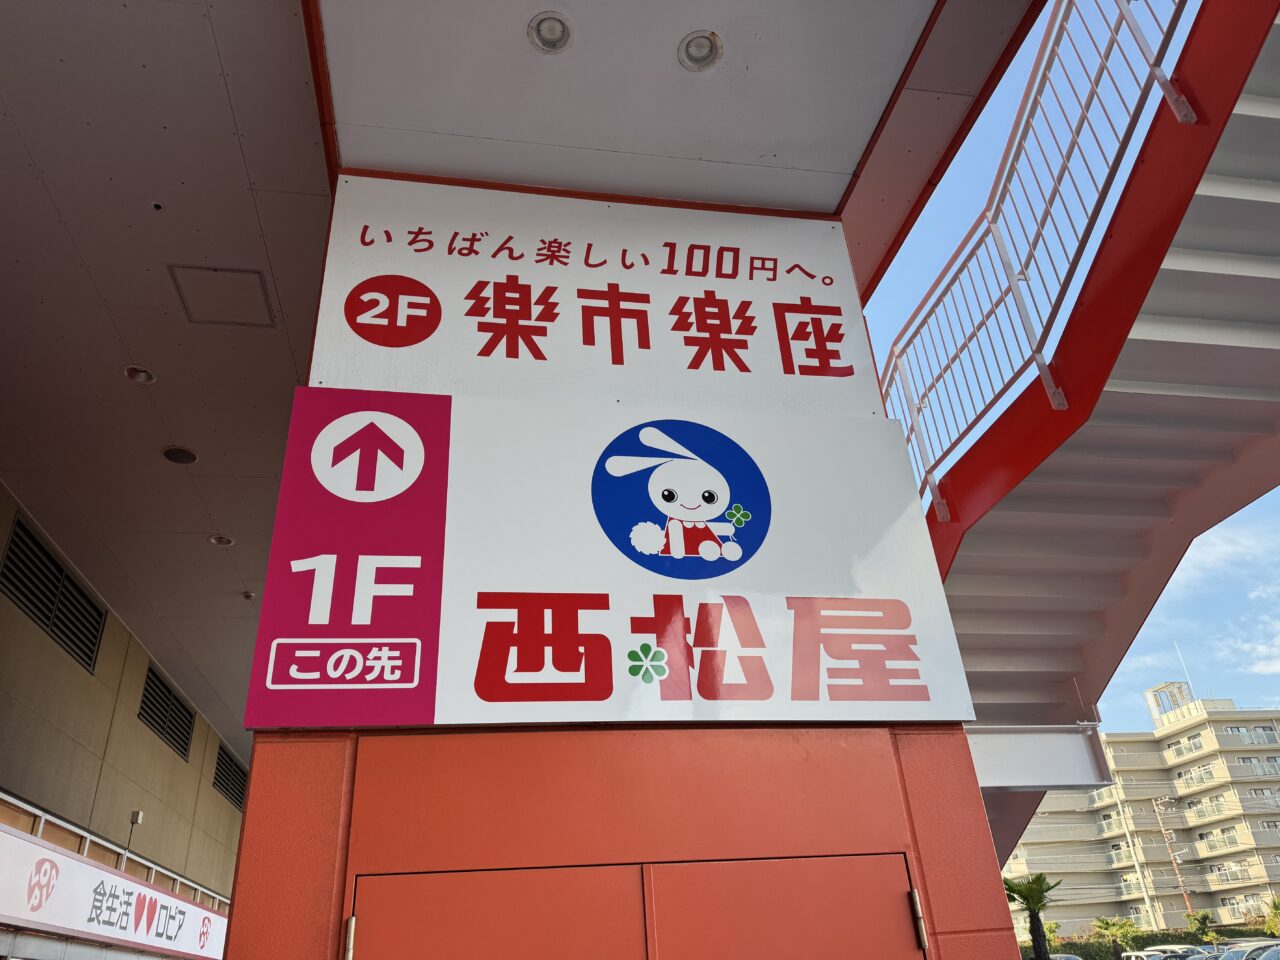 いちばん楽しい100円へ。
2F 楽市楽座
1F
この先
西松屋
LOPIA
食生活♥♥ロピア